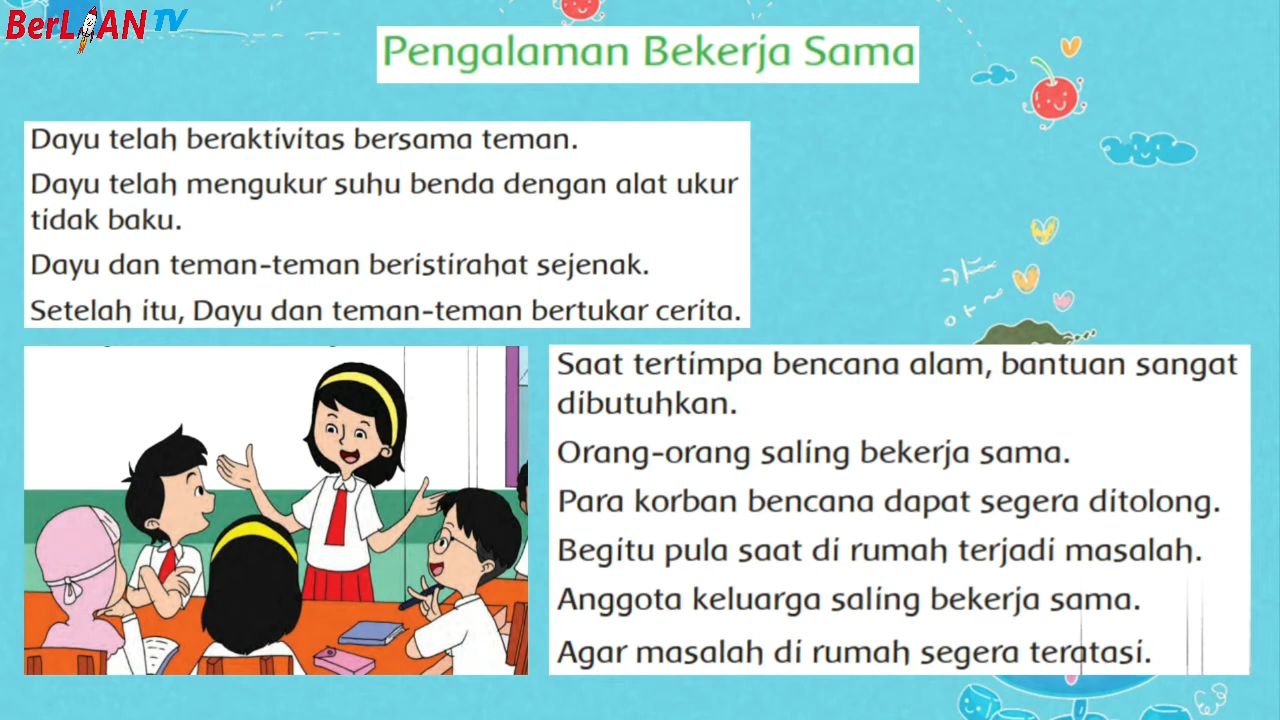 BerLIAN TV
Pengalaman Bekerja Sama
Dayu telah beraktivitas bersama teman.
Dayu telah mengukur suhu benda dengan alat ukur
tidak baku.
Dayu dan teman-teman beristirahat sejenak.
Setelah itu, Dayu dan teman-teman bertukar cerita.
Saat tertimpa bencana alam, bantuan sangat
dibutuhkan.
Orang-orang saling bekerja sama.
Para korban bencana dapat segera ditolong.
Begitu pula saat di rumah terjadi masalah.
Anggota keluarga saling bekerja sama.
Agar masalah di rumah segera teratasi.